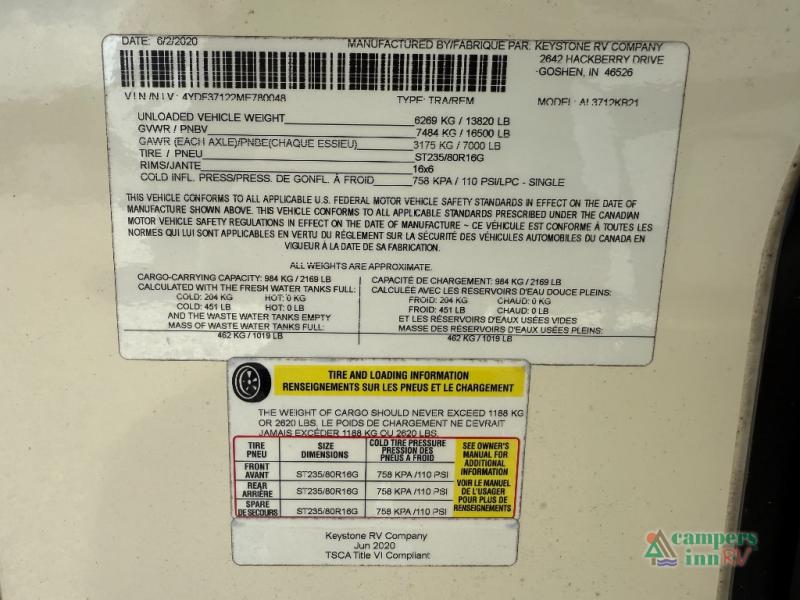 DATE: 6/2/2020 MANUFACTURED BY/FABRIQUE PAR: KEYSTONE RV COMPANY
2642 HACKBERRY DRIVE
GOSHEN, IN 46526
VIN / NIV: 4YDF37122MF780048 TYPE: TRA/REM MODEL: AL3712KB21
UNLOADED VEHICLE WEIGHT 6269 KG / 13820 LB
GVWR / PNBV 7484 KG / 16500 LB
GAWR (EACH AXLE)/PNBE(CHAQUE ESSIEU) 3175 KG / 7000 LB
TIRE / PNEU ST235/80R16G
RIMS/JANTE 16x6
COLD INFL. PRESS/PRESS. DE GONFL. À FROID 758 KPA / 110 PSI/LPC - SINGLE
THIS VEHICLE CONFORMS TO ALL APPLICABLE U.S. FEDERAL MOTOR VEHICLE SAFETY STANDARDS IN EFFECT ON THE DATE OF
MANUFACTURE SHOWN ABOVE. THIS VEHICLE CONFORMS TO ALL APPLICABLE STANDARDS PRESCRIBED UNDER THE CANADIAN
MOTOR VEHICLE SAFETY REGULATIONS IN EFFECT ON THE DATE OF MANUFACTURE ~ CE VÉHICULE EST CONFORME À TOUTES LES
NORMES QUI LUI SONT APPLICABLES EN VERTU DU RÈGLEMENT SUR LA SÉCURITÉ DES VÉHICULES AUTOMOBILES DU CANADA EN
VIGUEUR À LA DATE DE SA FABRICATION.
ALL WEIGHTS ARE APPROXIMATE.
CARGO-CARRYING CAPACITY: 984 KG / 2169 LB
CALCULATED WITH THE FRESH WATER TANKS FULL:
COLD: 204 KG HOT: 0 KG
COLD: 451 LB HOT: 0 LB
AND THE WASTE WATER TANKS EMPTY
MASS OF WASTE WATER TANKS FULL:
462 KG / 1019 LB
CAPACITÉ DE CHARGEMENT: 984 KG / 2169 LB
CALCULÉE AVEC LES RÉSERVOIRS D'EAU DOUCE PLEINS:
FROID: 204 KG CHAUD: 0 KG
FROID: 451 LB CHAUD: 0 LB
ET LES RÉSERVOIRS D'EAUX USÉES VIDES
MASSE DES RÉSERVOIRS D'EAUX USÉES PLEINS:
462 KG / 1019 LB
TIRE AND LOADING INFORMATION
RENSEIGNEMENTS SUR LES PNEUS ET LE CHARGEMENT
THE WEIGHT OF CARGO SHOULD NEVER EXCEED 1188 KG
OR 2620 LBS. LE POIDS DE CHARGEMENT NE DEVRAIT
JAMAIS EXCÉDER 1188 KG OU 2620 LBS.
TIRE
PNEU
SIZE
DIMENSIONS
COLD TIRE PRESSURE
PRESSION DES
PNEUS A FROID
FRONT
AVANT
ST235/80R16G 758 KPA /110 PSI
REAR
ARRIÈRE
ST235/80R16G 758 KPA /110 PSI
SPARE
DE SECOURS
ST235/80R16G 758 KPA /110 PSI
SEE OWNER'S
MANUAL FOR
ADDITIONAL
INFORMATION
VOIR LE MANUEL
DE L'USAGER
POUR PLUS DE
RENSEIGNEMENTS
Keystone RV Company
Jun 2020
TSCA Title VI Compliant
campers
inn RV